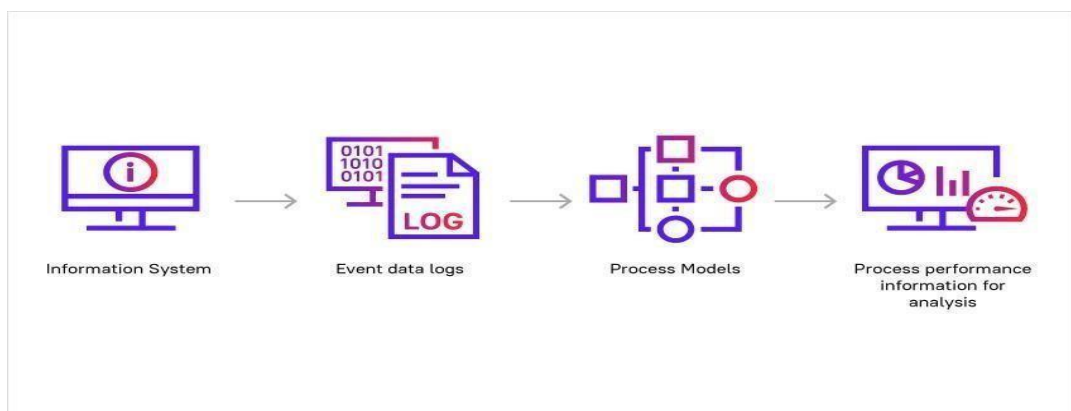 i
0101
1010
0101
LOG
Information System
Event data logs
Process Models
Process performance
information for
analysis